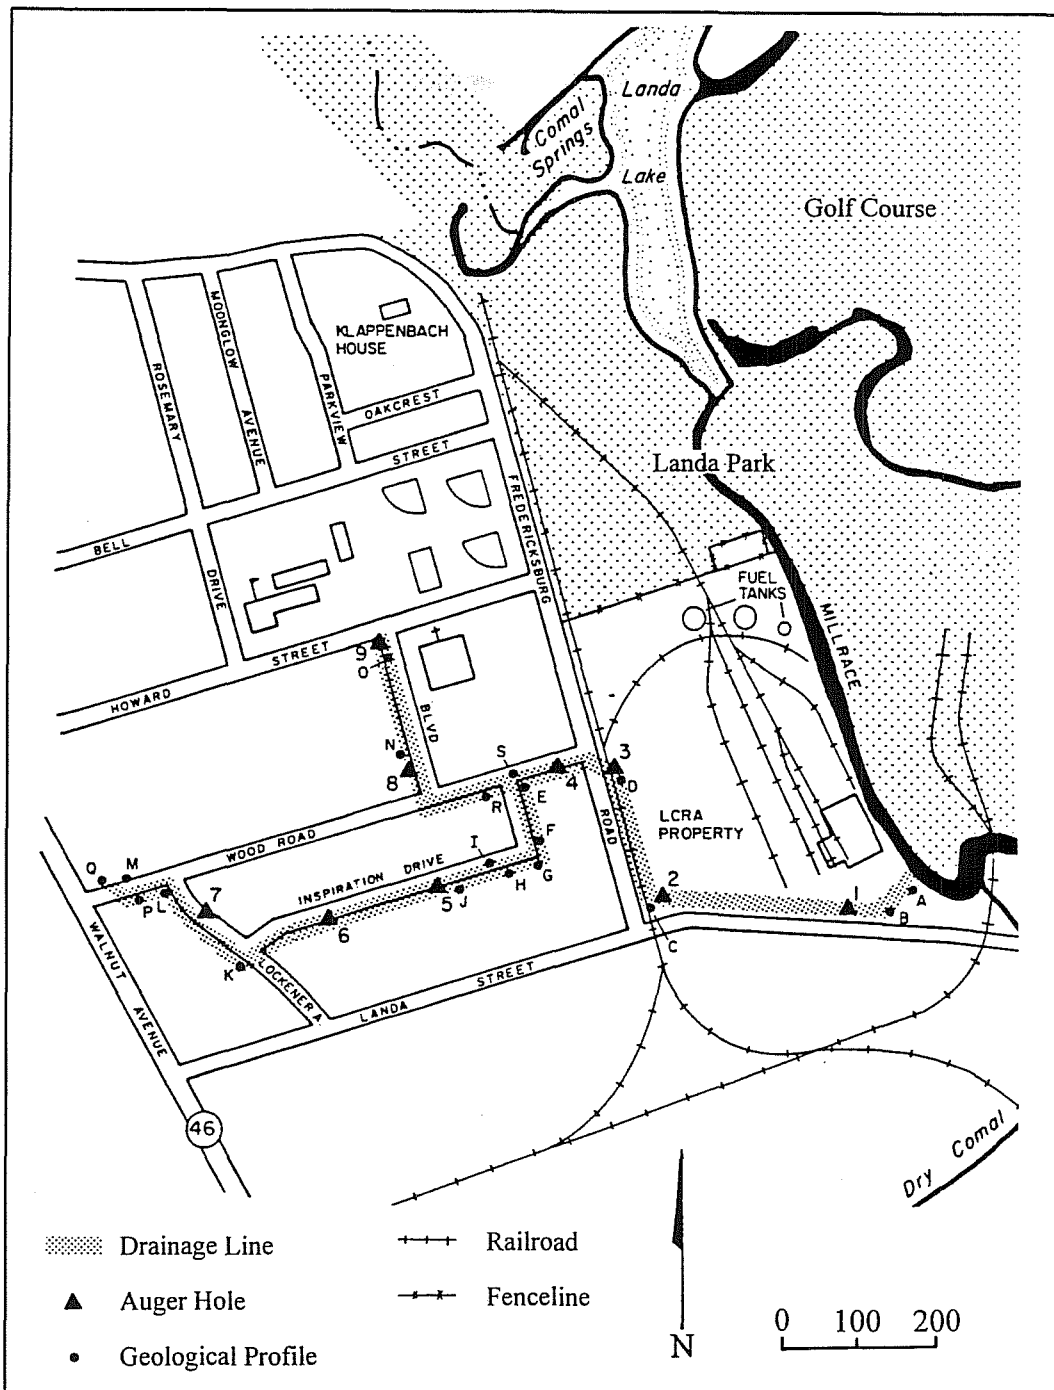 Landa
Comal
Springs
Lake
Golf Course
KLAPPENBACH
HOUSE
MOONGLOW
AVENUE
ROSEMARY
DRIVE
PARKVIEW
OAKCREST
BELL
STREET
FREDERICKSBURG
ROAD
Landa Park
FUEL
TANKS
MILLRACE
HOWARD
STREET
9
O
BLVD
N
8
S
4
3
D
E
R
LCRA
PROPERTY
WOOD ROAD
F
I
G
H
INSPIRATION DRIVE
5
J
Q
M
P
L
7
6
2
1
A
B
C
K
LOCKENER A.
WALNUT
AVENUE
LANDA
STREET
46
Dry Comal
Drainage Line
Railroad
Auger Hole
Fenceline
Geological Profile
N
0 100 200